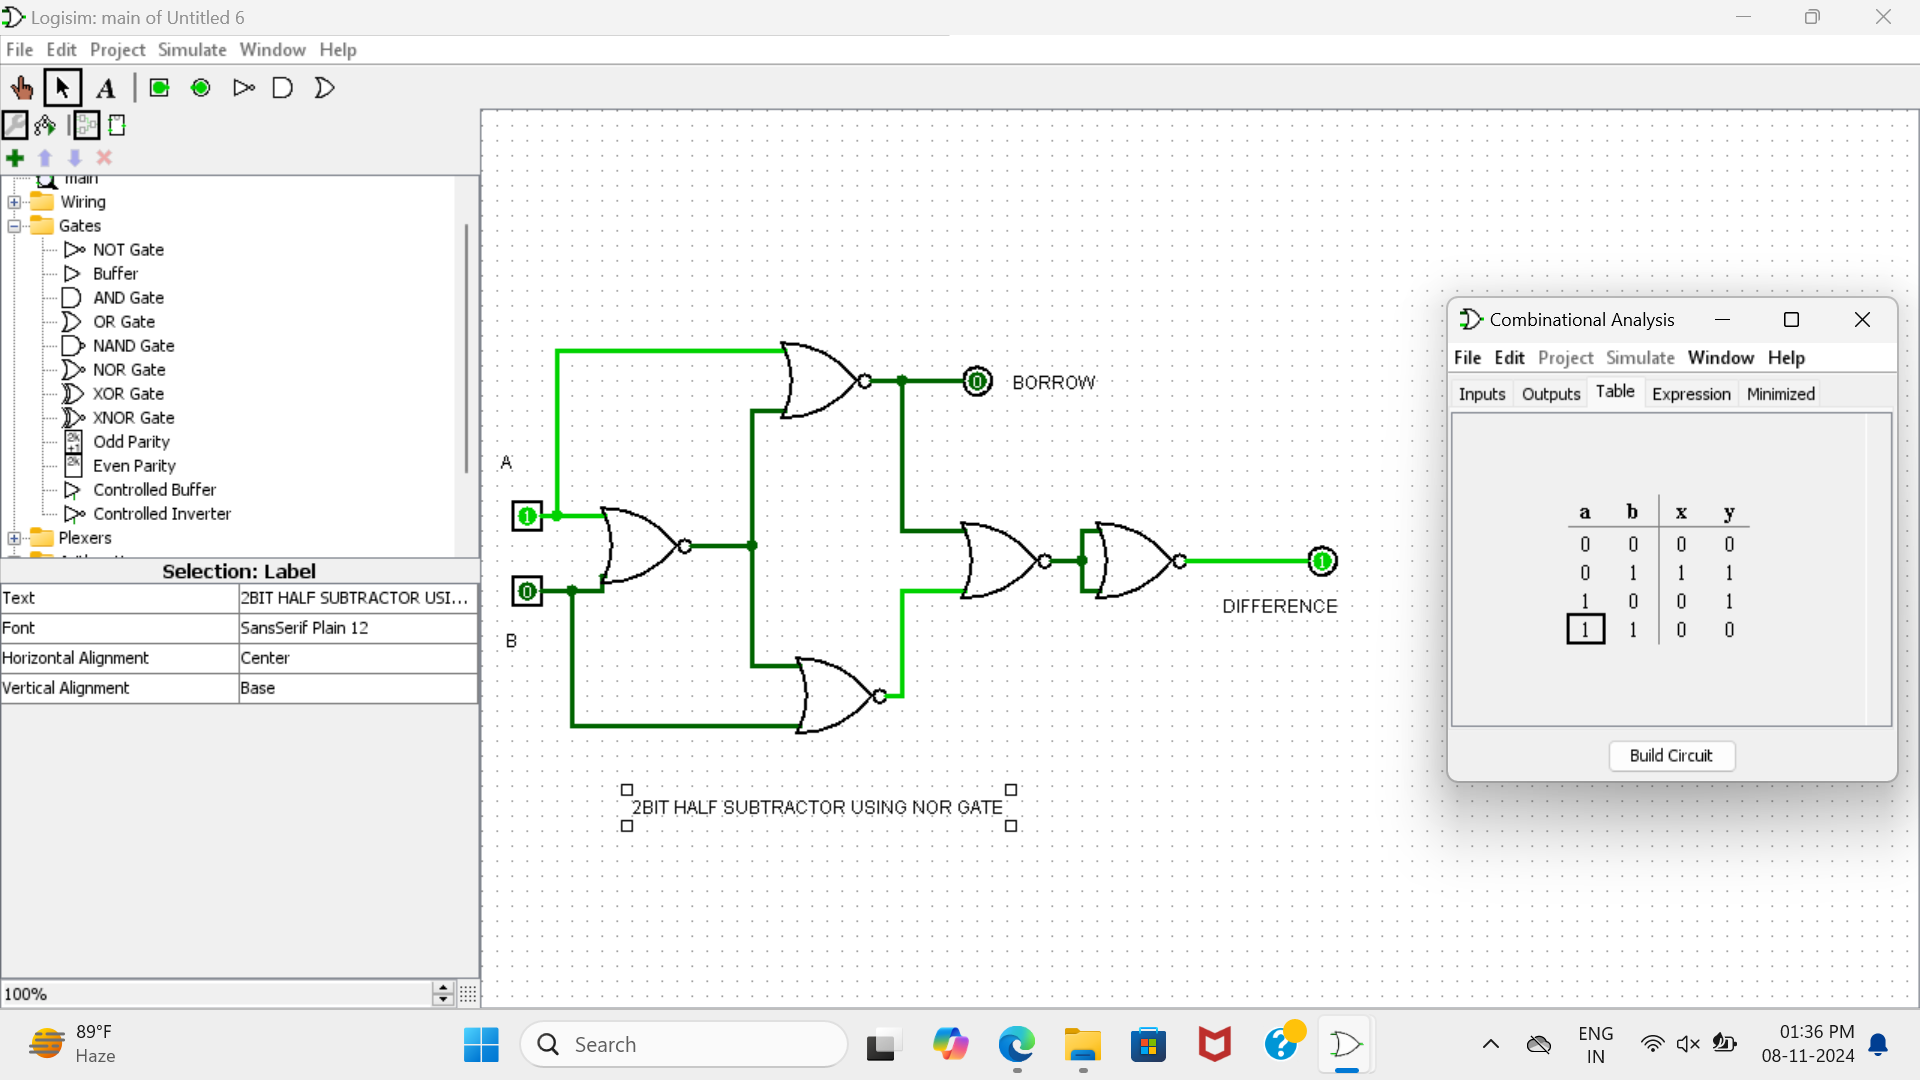 Logisim: main of Untitled 6
File Edit Project Simulate Window Help
A
main
Wiring
Gates
NOT Gate
Buffer
AND Gate
OR Gate
NAND Gate
NOR Gate
XOR Gate
XNOR Gate
2k+1 Odd Parity
2k Even Parity
Controlled Buffer
Controlled Inverter
Plexers
Selection: Label
Text 2BIT HALF SUBTRACTOR USI...
Font SansSerif Plain 12
Horizontal Alignment Center
Vertical Alignment Base
100%
0 BORROW
A
1
0
B
1
DIFFERENCE
2BIT HALF SUBTRACTOR USING NOR GATE
Combinational Analysis
File Edit Project Simulate Window Help
Inputs Outputs Table Expression Minimized
a b x y
0 0 0 0
0 1 1 1
1 0 0 1
1 1 0 0
Build Circuit
89°F
Haze
Search
ENG
IN
01:36 PM
08-11-2024